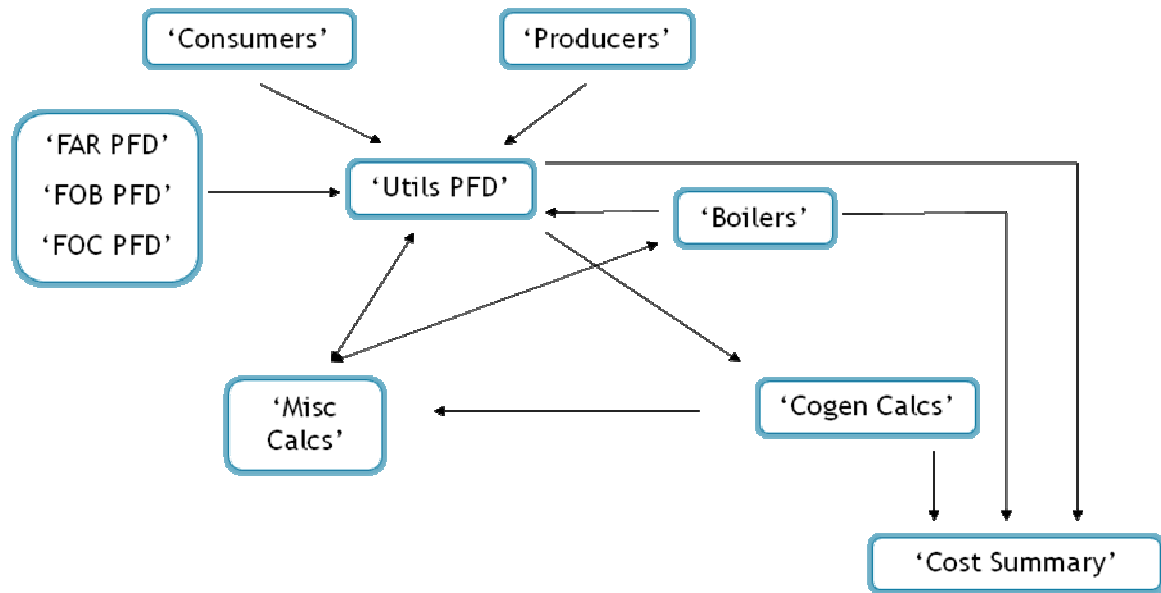 ‘Consumers’
‘Producers’
‘FAR PFD’
‘FOB PFD’
‘FOC PFD’
‘Utils PFD’
‘Boilers’
‘Misc
Calcs’
‘Cogen Calcs’
‘Cost Summary’